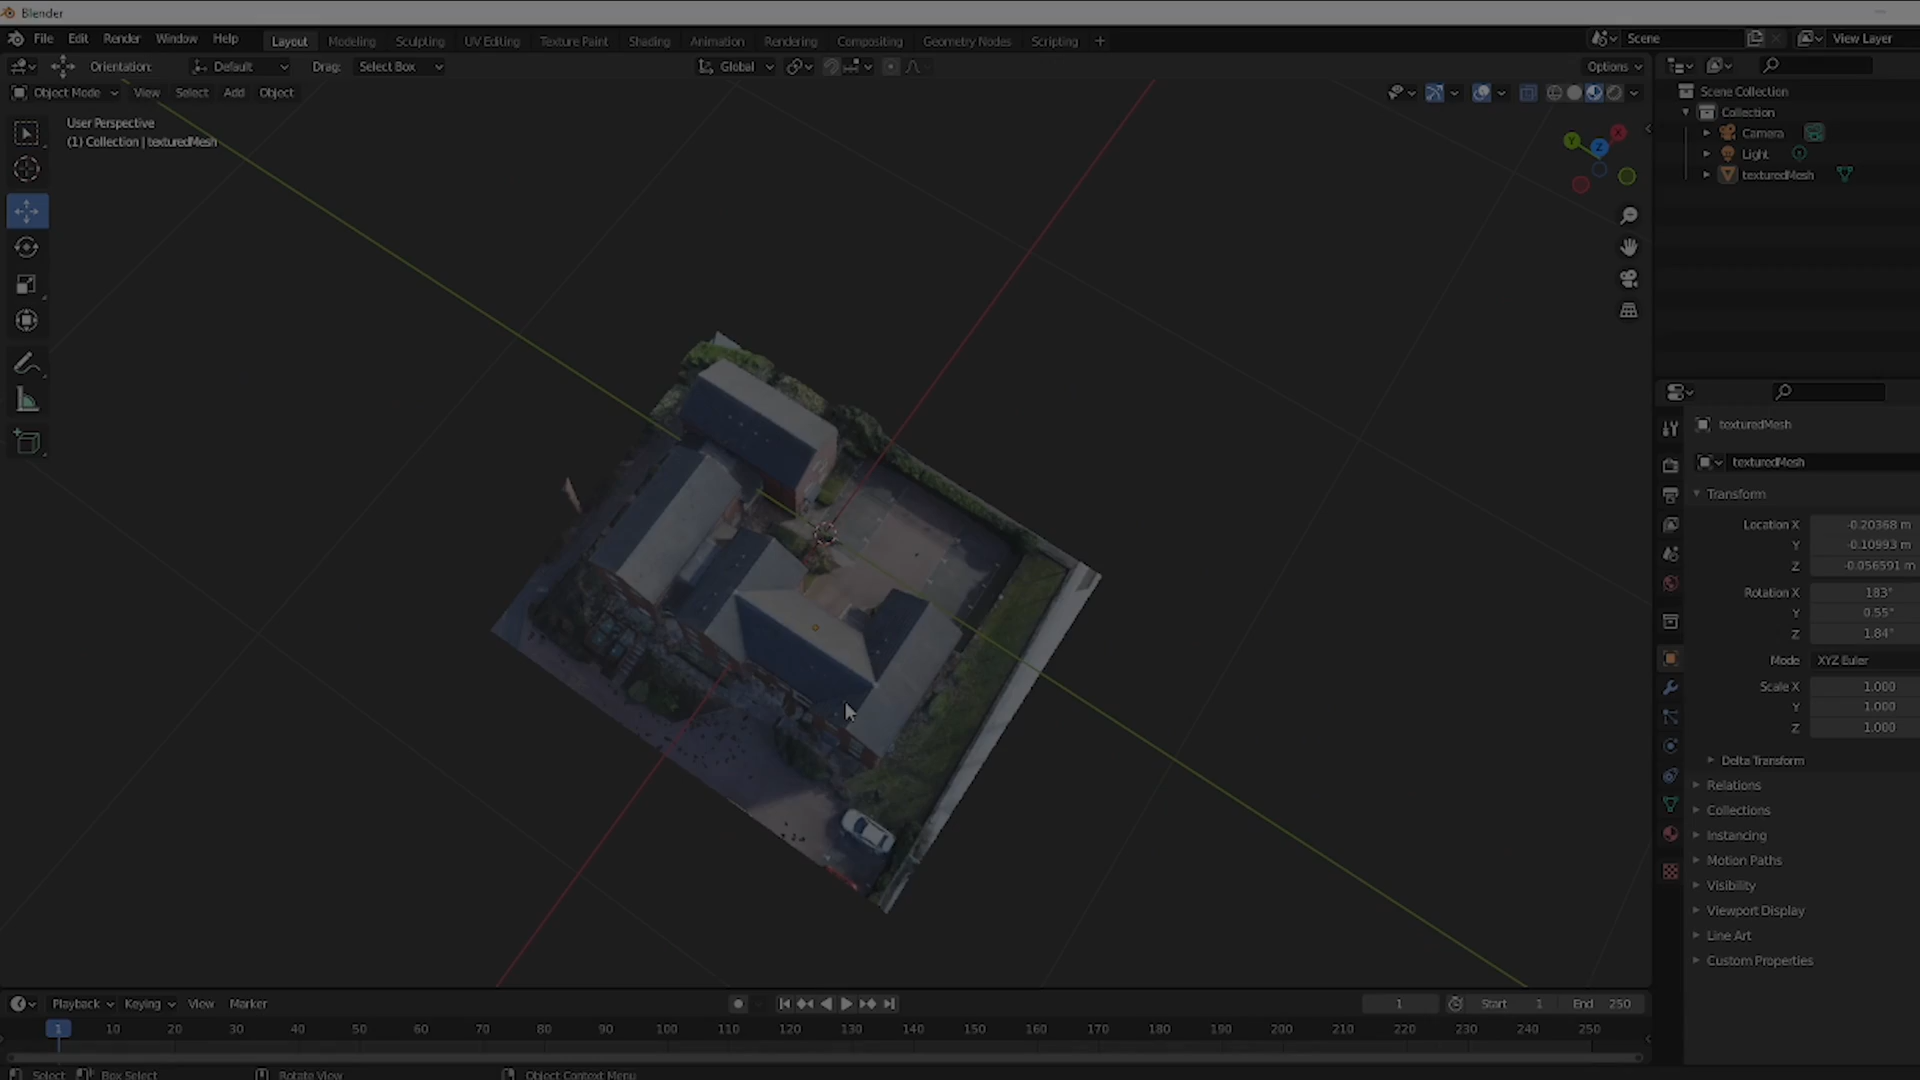 Blender
File Edit Render Window Help Layout Modeling Sculpting UV Editing Texture Paint Shading Animation Rendering Compositing Geometry Nodes Scripting + Scene View Layer
Orientation: Default Drag: Select Box Global Options
Object Mode View Select Add Object
User Perspective
(1) Collection | texturedMesh
Y Z X
Scene Collection
Collection
Camera
Light
texturedMesh
texturedMesh
texturedMesh
Transform
Location X -0.20368 m
Y -0.10993 m
Z -0.056591 m
Rotation X 183°
Y 0.55°
Z 1.84°
Mode XYZ Euler
Scale X 1.000
Y 1.000
Z 1.000
Delta Transform
Relations
Collections
Instancing
Motion Paths
Visibility
Viewport Display
Line Art
Custom Properties
Playback Keying View Marker 1 Start 1 End 250
1 10 20 30 40 50 60 70 80 90 100 110 120 130 140 150 160 170 180 190 200 210 220 230 240 250
Select Box Select Rotate View Object Context Menu